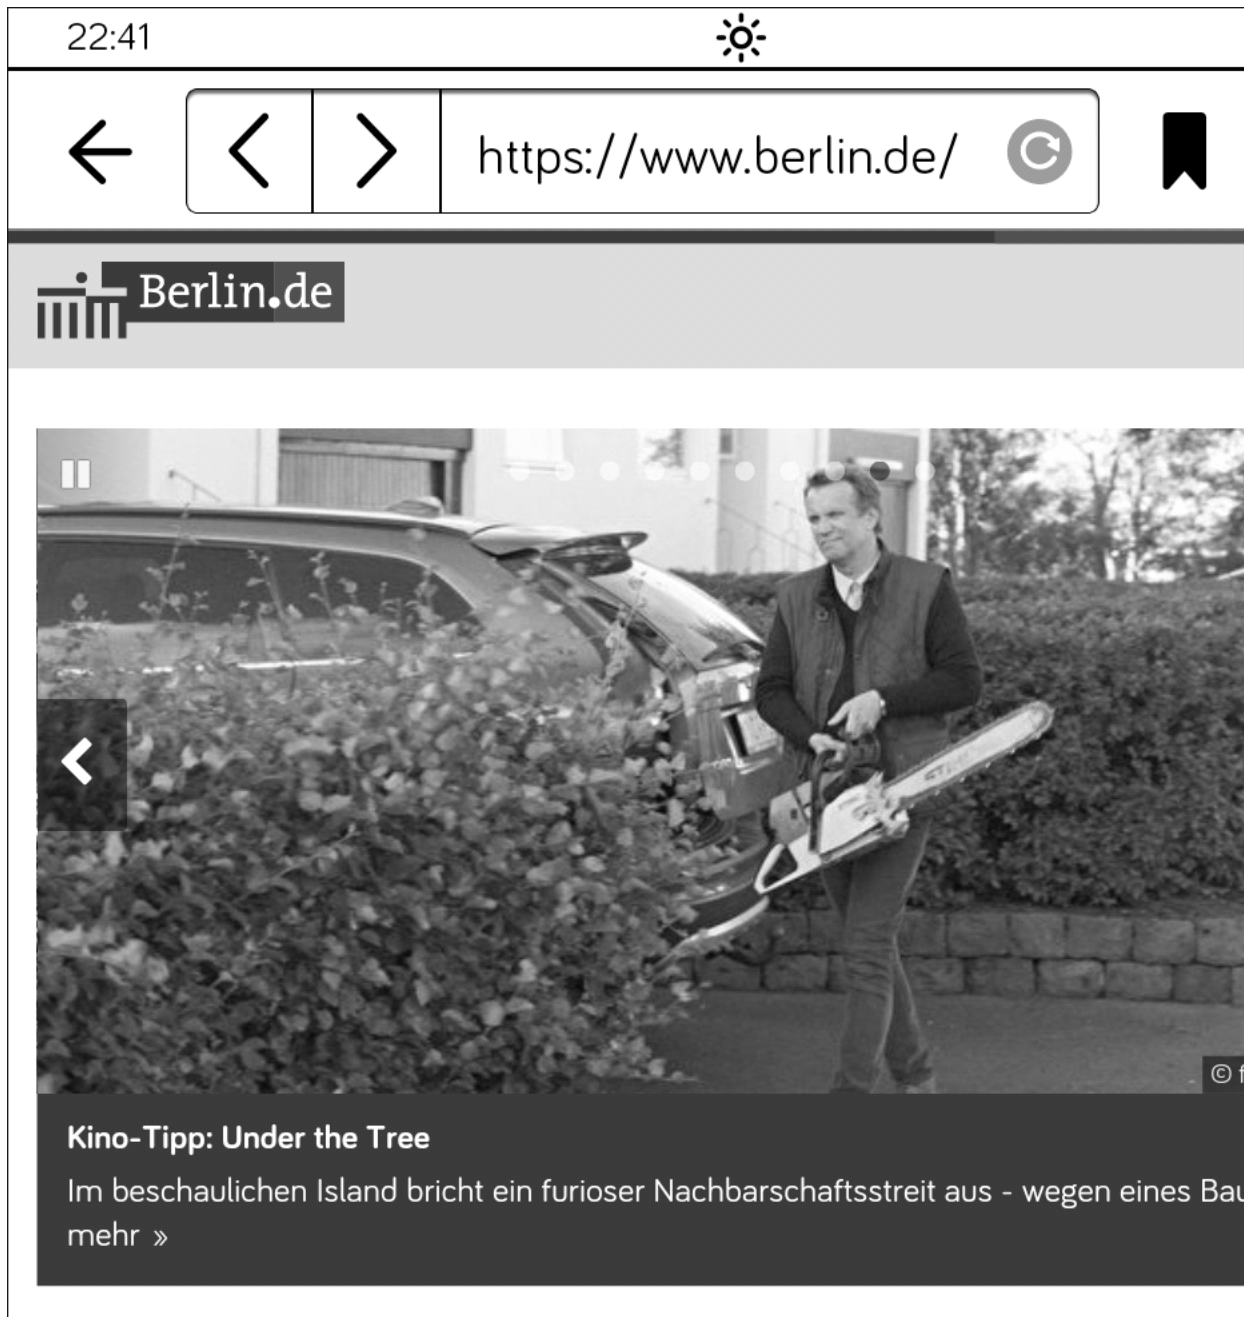 22:41
https://www.berlin.de/
Berlin.de
©
Kino-Tipp: Under the Tree
Im beschaulichen Island bricht ein furioser Nachbarschaftsstreit aus - wegen eines
mehr »